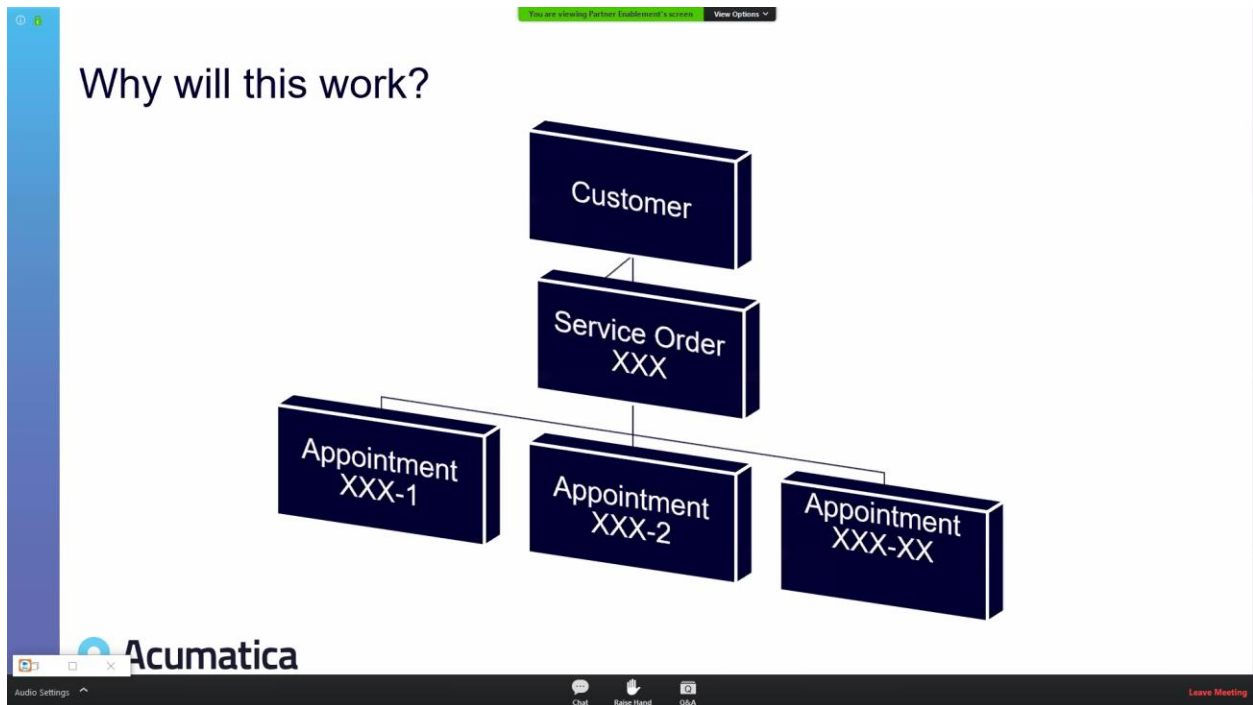 You are viewing Partner Enablement's screen View Options
Why will this work?
Customer
Service Order
XXX
Appointment
XXX-1
Appointment
XXX-2
Appointment
XXX-XX
Acumatica
Audio Settings
Chat
Raise Hand
Q&A
Leave Meeting